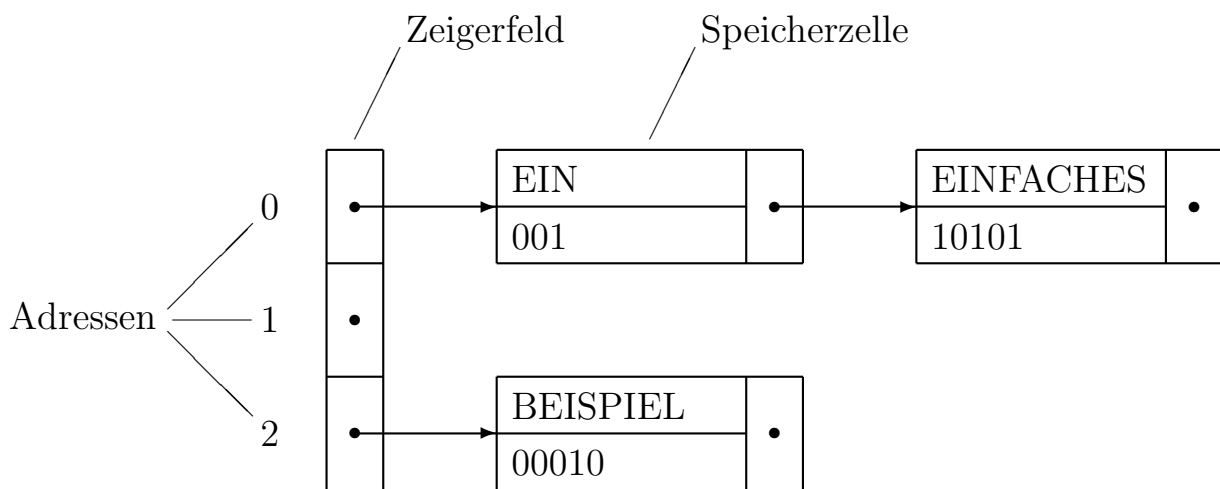 Zeigerfeld
Speicherzelle
EIN
EINFACHES
0
001
10101
Adressen
1
BEISPIEL
2
00010